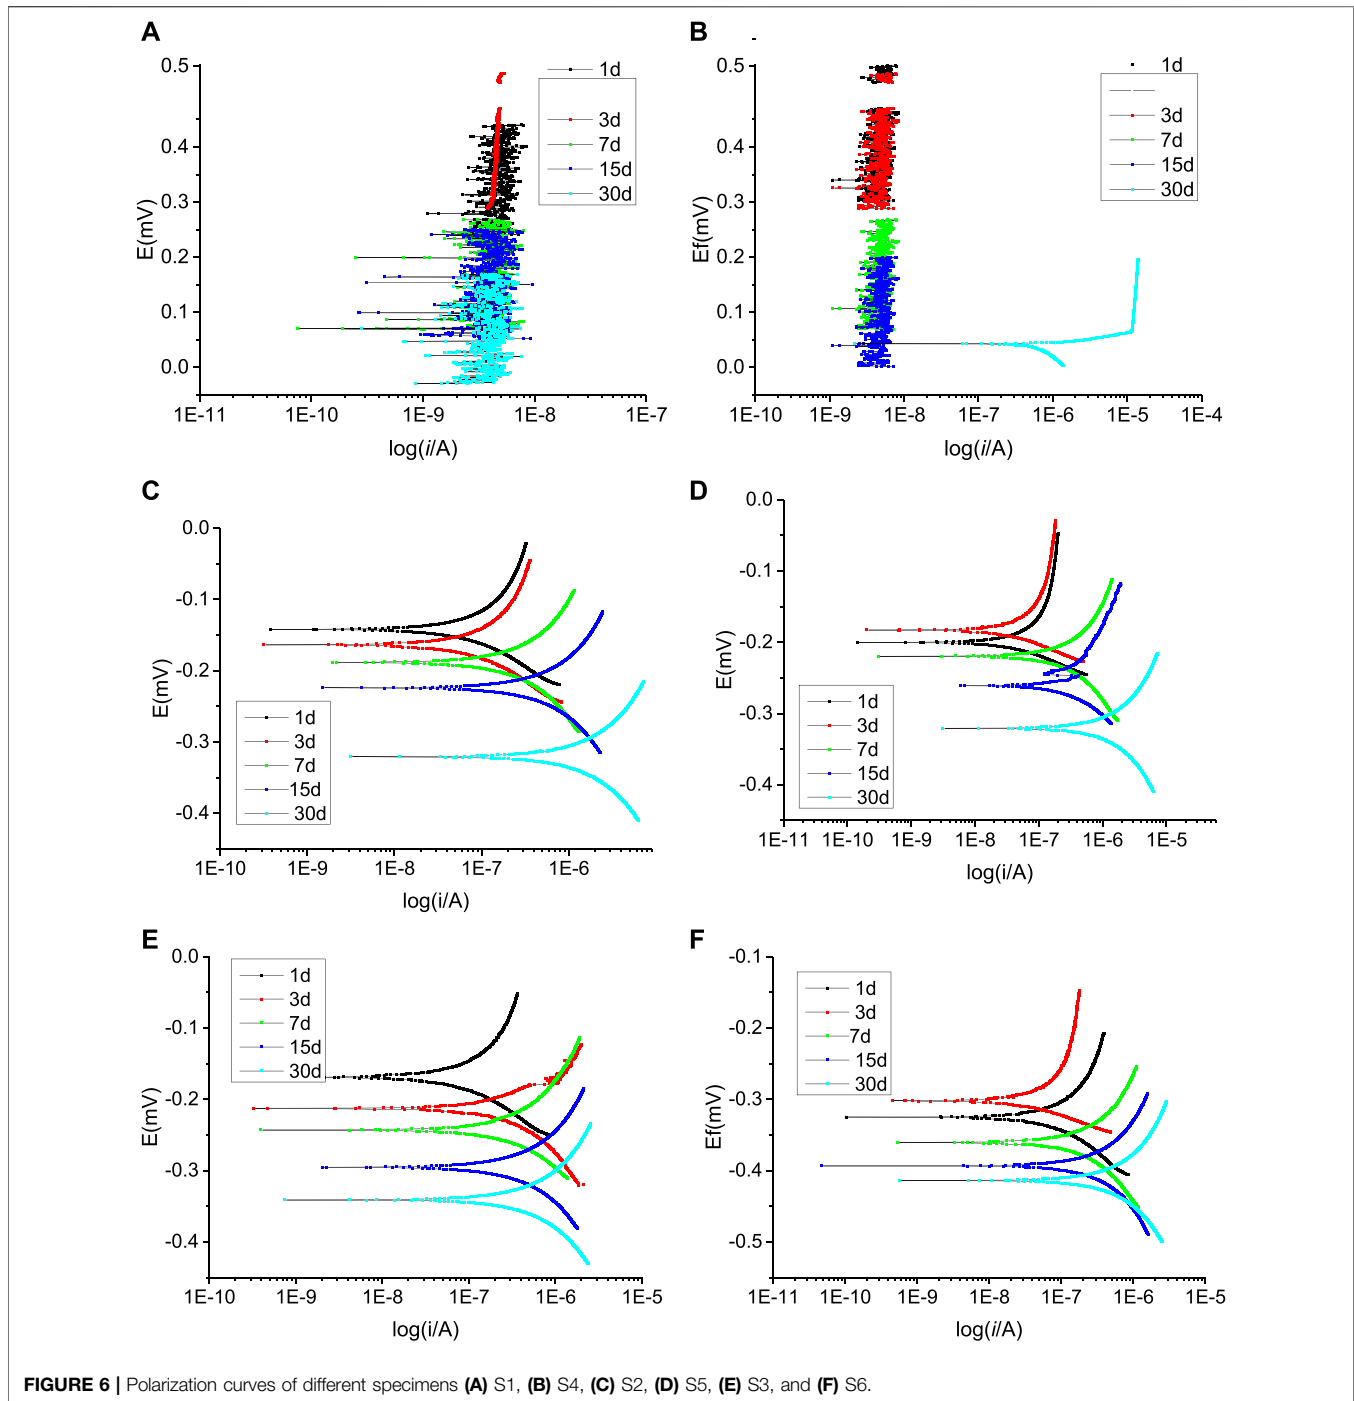 A
0.5
0.4
0.3
0.2
0.1
0.0
E(mV)
1E-11
1E-10
1E-9
1E-8
1E-7
log(i/A)
1d
3d
7d
15d
30d
B
0.5
0.4
0.3
0.2
0.1
0.0
Ef(mV)
1E-10
1E-9
1E-8
1E-7
1E-6
1E-5
1E-4
log(i/A)
1d
3d
7d
15d
30d
C
0.0
-0.1
-0.2
-0.3
-0.4
E(mV)
1E-10
1E-9
1E-8
1E-7
1E-6
log(i/A)
1d
3d
7d
15d
30d
D
0.0
-0.1
-0.2
-0.3
-0.4
E(mV)
1E-11
1E-10
1E-9
1E-8
1E-7
1E-6
1E-5
log(i/A)
1d
3d
7d
15d
30d
E
0.0
-0.1
-0.2
-0.3
-0.4
E(mV)
1E-10
1E-9
1E-8
1E-7
1E-6
1E-5
log(i/A)
1d
3d
7d
15d
30d
F
-0.1
-0.2
-0.3
-0.4
-0.5
Ef(mV)
1E-11
1E-10
1E-9
1E-8
1E-7
1E-6
1E-5
log(i/A)
1d
3d
7d
15d
30d
FIGURE 6 | Polarization curves of different specimens (A) S1, (B) S4, (C) S2, (D) S5, (E) S3, and (F) S6.